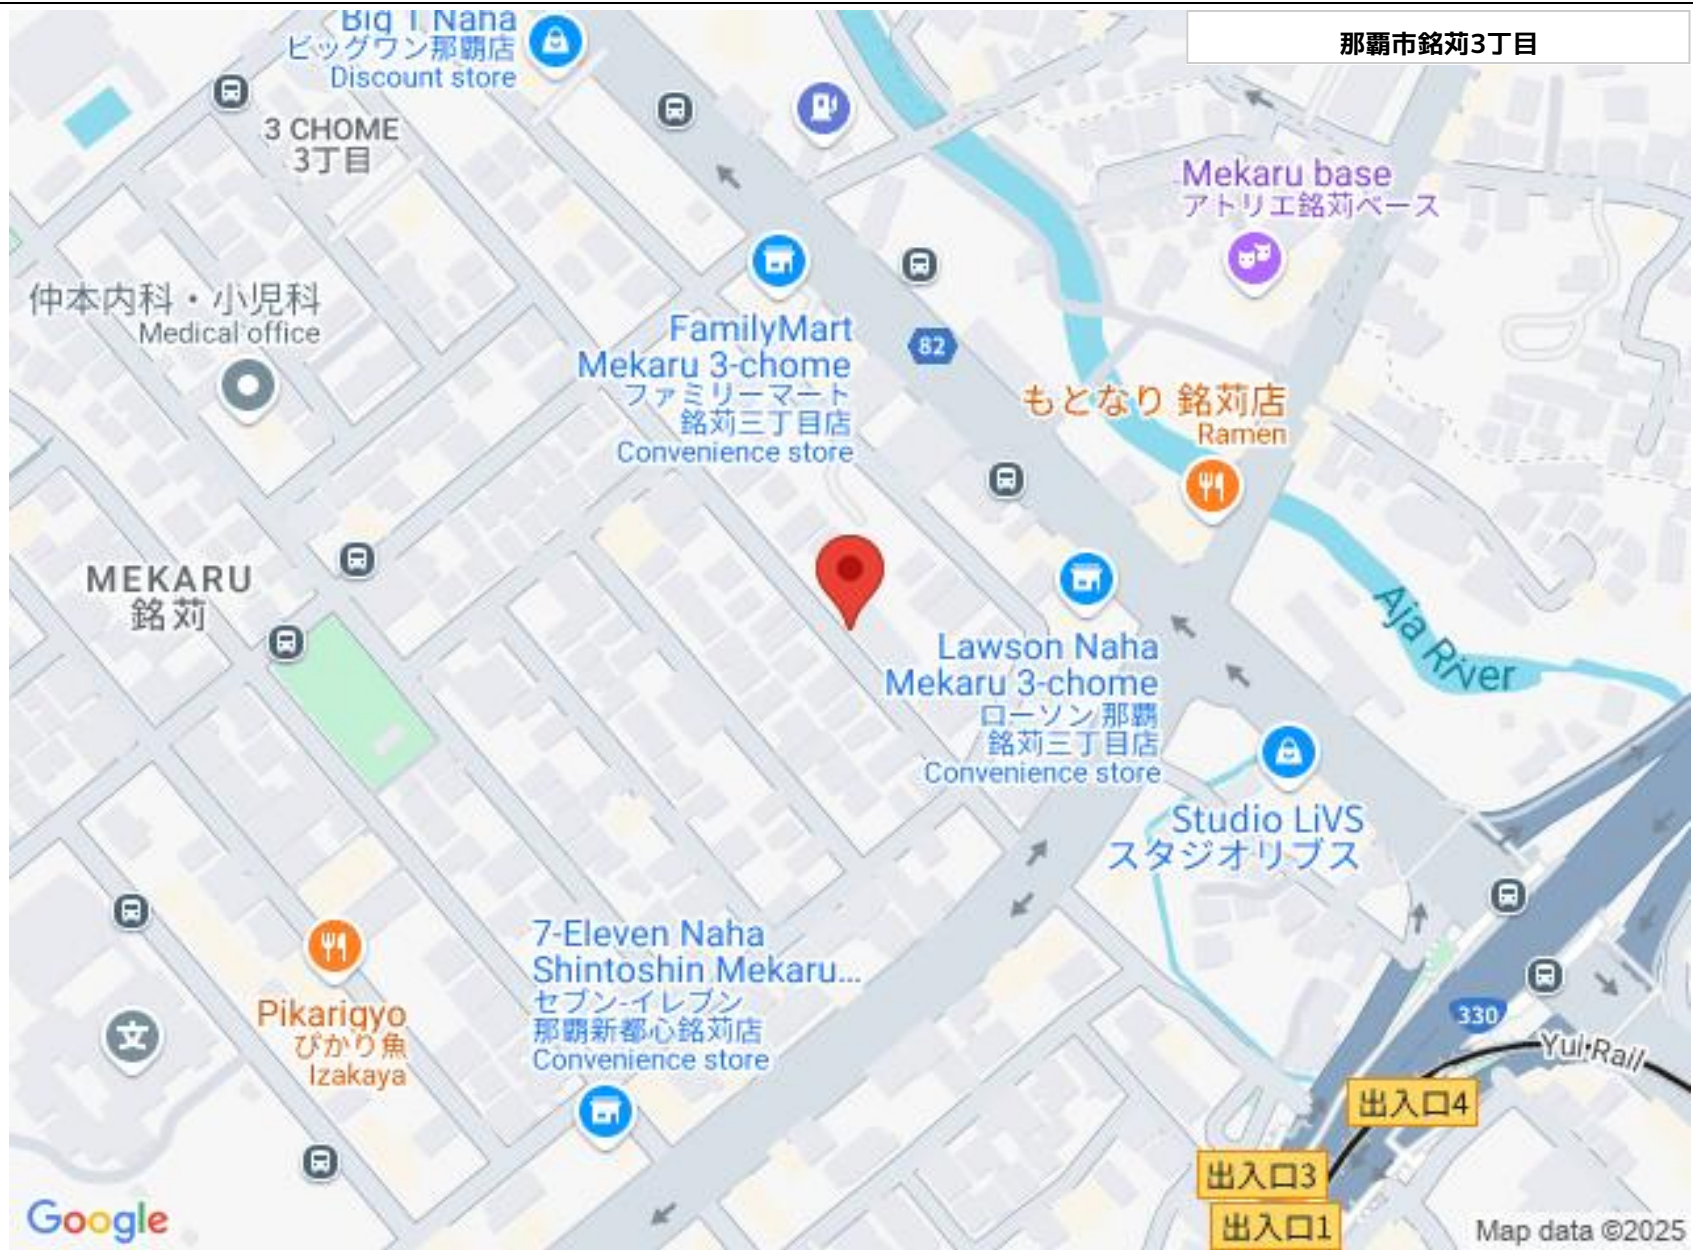 Big 1 Naha
ビッグワン那覇店
Discount store
那覇市銘苅3丁目
3 CHOME
3丁目
Mekaru base
アトリエ銘苅ベース
仲本内科・小児科
Medical office
FamilyMart
Mekaru 3-chome
ファミリーマート
銘苅三丁目店
Convenience store
82
もとなり 銘苅店
Ramen
MEKARU
銘苅
Aja River
Lawson Naha
Mekaru 3-chome
ローソン 那覇
銘苅三丁目店
Convenience store
Studio LiVS
スタジオリブス
7-Eleven Naha
Shintoshin Mekaru...
セブン-イレブン
那覇新都心銘苅店
Convenience store
Pikarigyo
ぴかり魚
Izakaya
文
330
Yui Rail
出入口4
出入口3
出入口1
Google
Map data ©2025